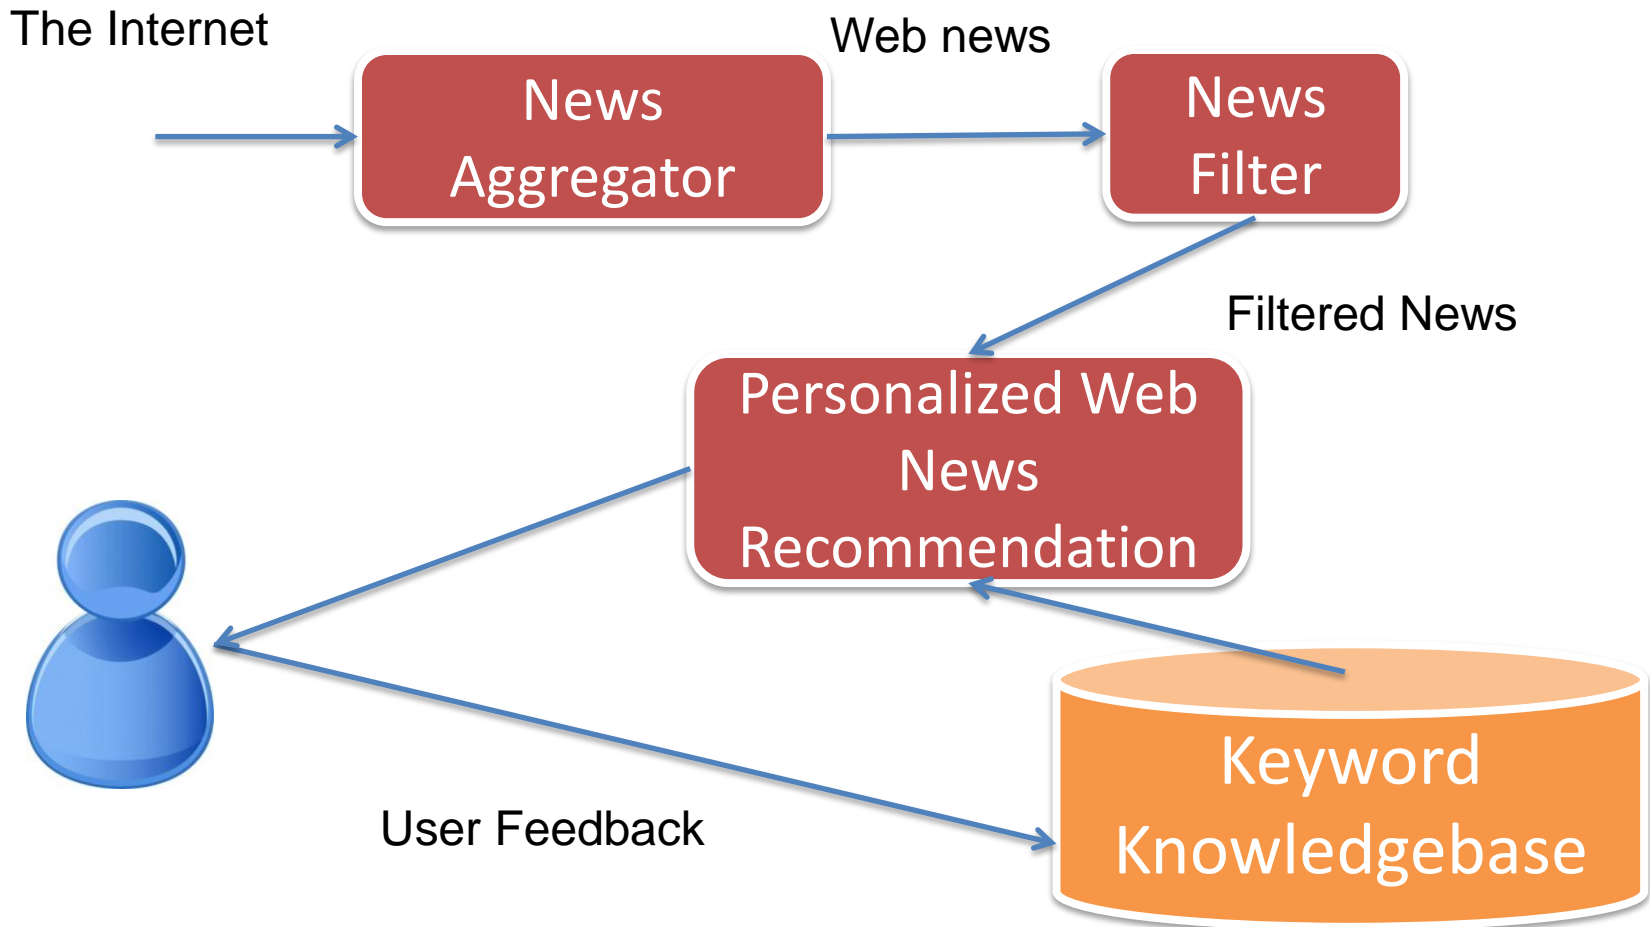 The Internet
Web news
News
Aggregator
News
Filter
Filtered News
Personalized Web
News
Recommendation
User Feedback
Keyword
Knowledgebase